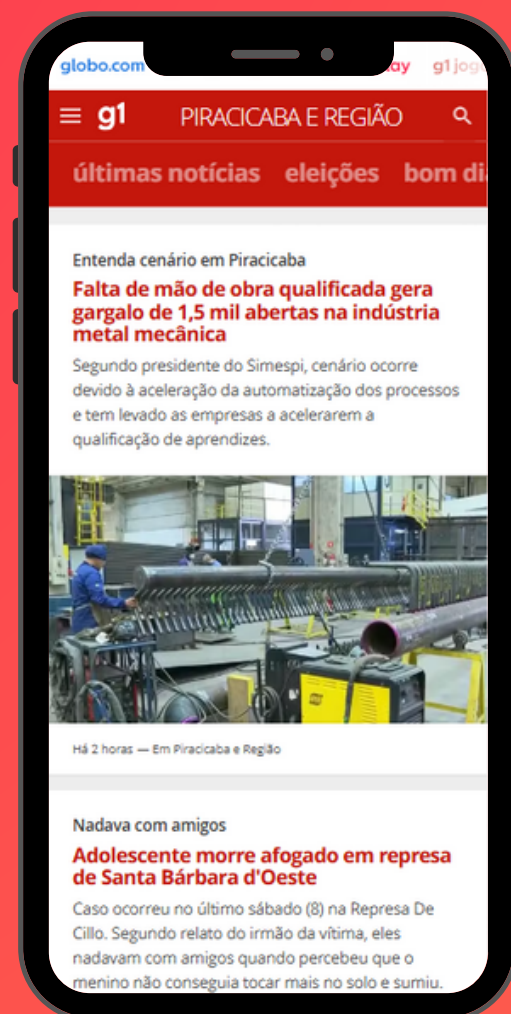 globo.com ay g1 jog
g1 PIRACICABA E REGIÃO
últimas notícias eleições bom di
Entenda cenário em Piracicaba
Falta de mão de obra qualificada gera
gargalo de 1,5 mil abertas na indústria
metal mecânica
Segundo presidente do Simespi, cenário ocorre
devido à aceleração da automatização dos processos
e tem levado as empresas a acelerarem a
qualificação de aprendizes.
Há 2 horas — Em Piracicaba e Região
Nadava com amigos
Adolescente morre afogado em represa
de Santa Bárbara d'Oeste
Caso ocorreu no último sábado (8) na Represa De
Cillo. Segundo relato do irmão da vítima, eles
nadavam com amigos quando percebeu que o
menino não conseguia tocar mais no solo e sumiu.